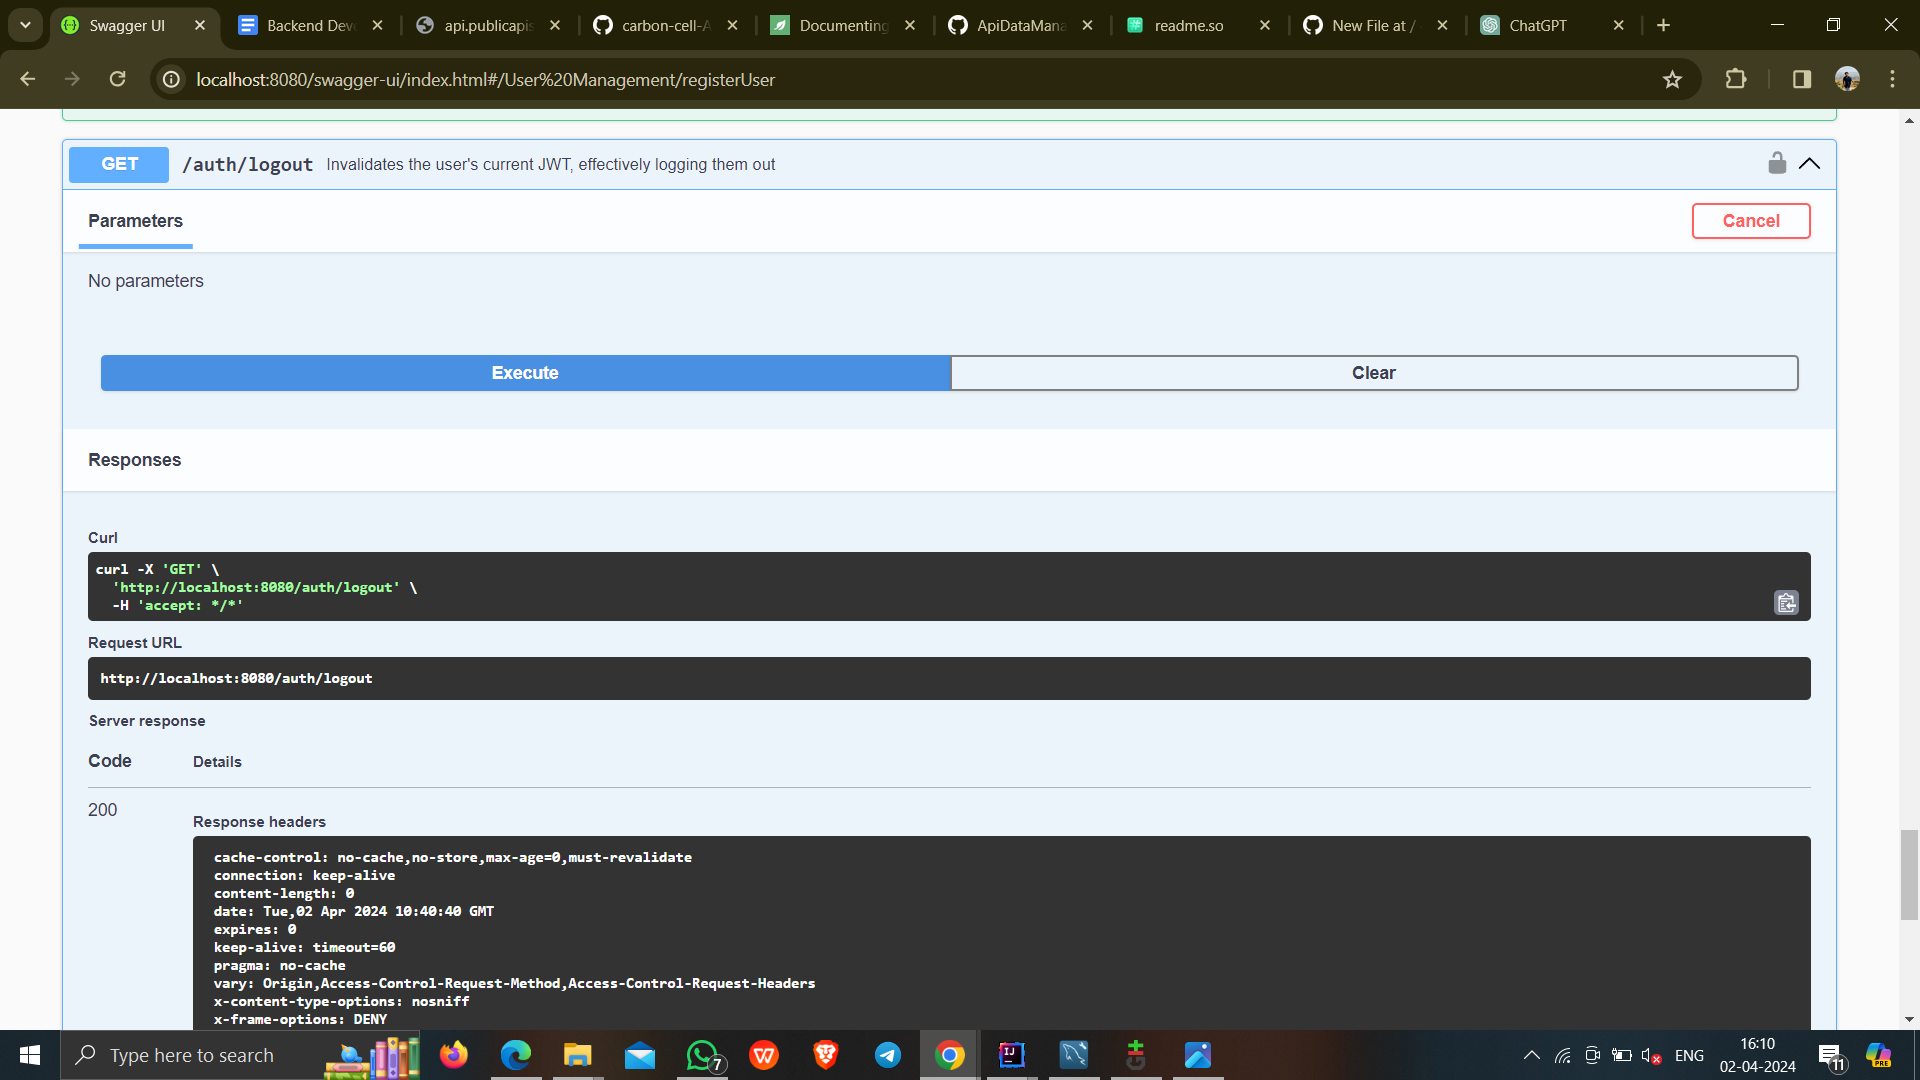 Swagger UI
Backend Deve
api.publicapis
carbon-cell-A
Documenting
ApiDataMana
readme.so
New File at /
ChatGPT
localhost:8080/swagger-ui/index.html#/User%20Management/registerUser
GET /auth/logout Invalidates the user's current JWT, effectively logging them out
Parameters
Cancel
No parameters
Execute
Clear
Responses
Curl
curl -X 'GET' \
'http://localhost:8080/auth/logout' \
-H 'accept: */*'
Request URL
http://localhost:8080/auth/logout
Server response
Code Details
200
Response headers
cache-control: no-cache,no-store,max-age=0,must-revalidate
connection: keep-alive
content-length: 0
date: Tue,02 Apr 2024 10:40:40 GMT
expires: 0
keep-alive: timeout=60
pragma: no-cache
vary: Origin,Access-Control-Request-Method,Access-Control-Request-Headers
x-content-type-options: nosniff
x-frame-options: DENY
Type here to search
7
IJ
ENG
16:10
02-04-2024
11
PRE